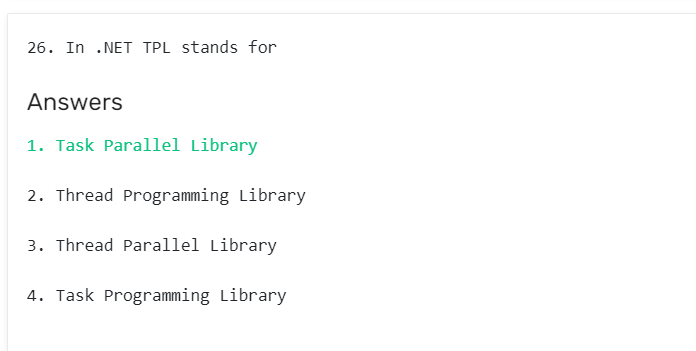 26. In .NET TPL stands for
Answers
1. Task Parallel Library
2. Thread Programming Library
3. Thread Parallel Library
4. Task Programming Library